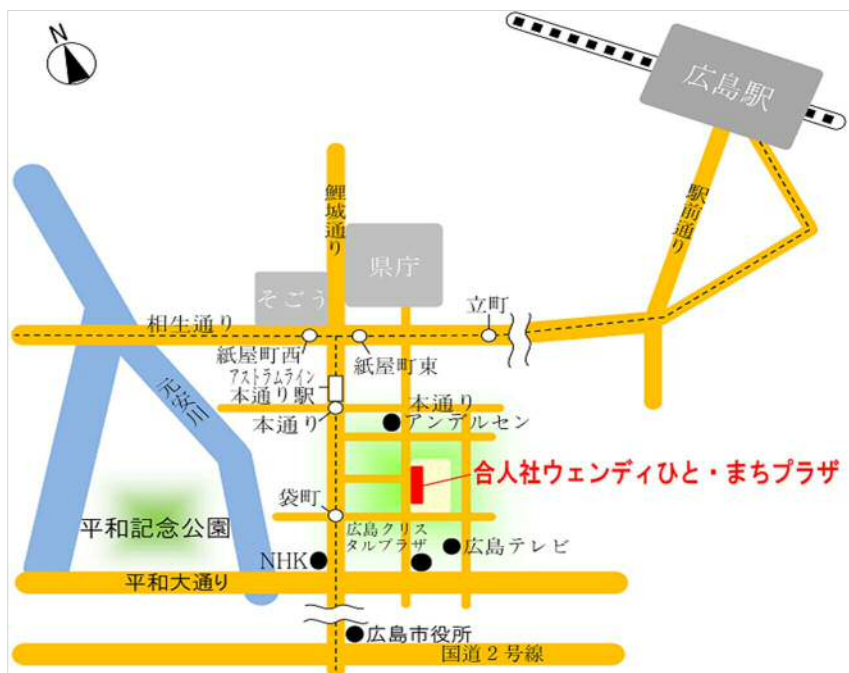 N
広島駅
鯉城通り
駅前通り
県庁
そごう
立町
相生通り
紙屋町西
紙屋町東
アストラムライン
本通り駅
元安川
本通り
本通り
アンデルセン
合人社ウェンディひと・まちプラザ
袋町
平和記念公園
広島クリス
タルプラザ
広島テレビ
NHK
平和大通り
広島市役所
国道2号線